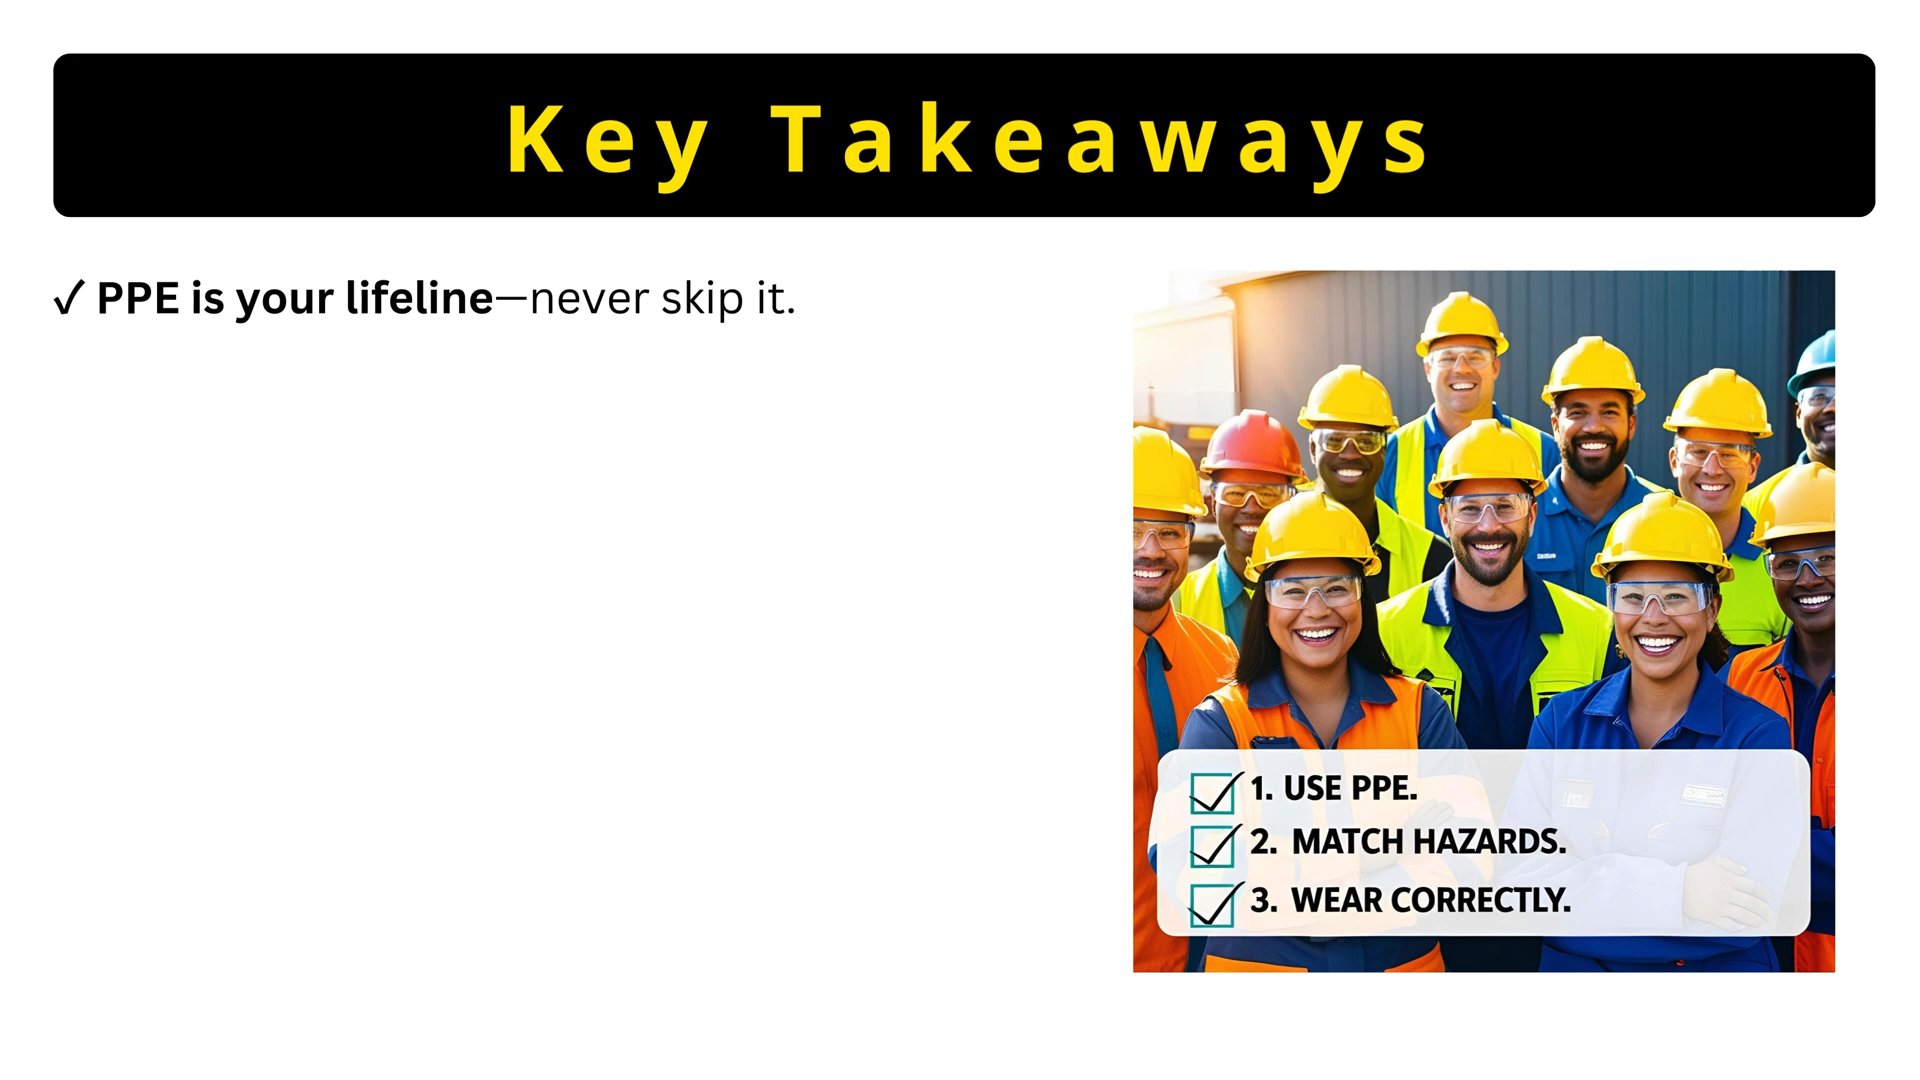 Key Takeaways
✓ PPE is your lifeline—never skip it.
1. USE PPE.
2. MATCH HAZARDS.
3. WEAR CORRECTLY.